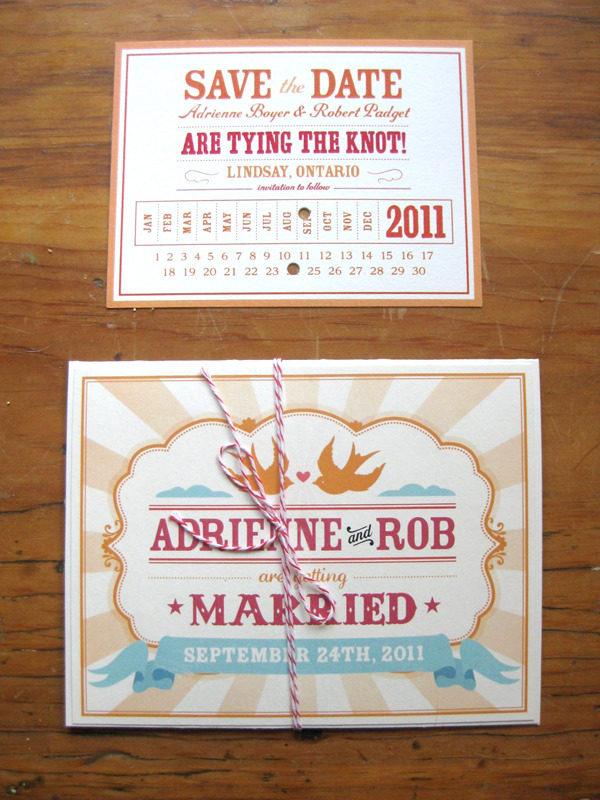 SAVE the DATE
Adrienne Boyer & Robert Padget
ARE TYING THE KNOT!
LINDSAY, ONTARIO
invitation to follow
JAN FEB MAR APR MAY JUN JUL AUG SEP OCT NOV DEC 2011
1 2 3 4 5 6 7 8 9 10 11 12 13 14 15 16 17
18 19 20 21 22 23 25 26 27 28 29 30
ADRIENNE and ROB
are getting
MARRIED
SEPTEMBER 24TH, 2011